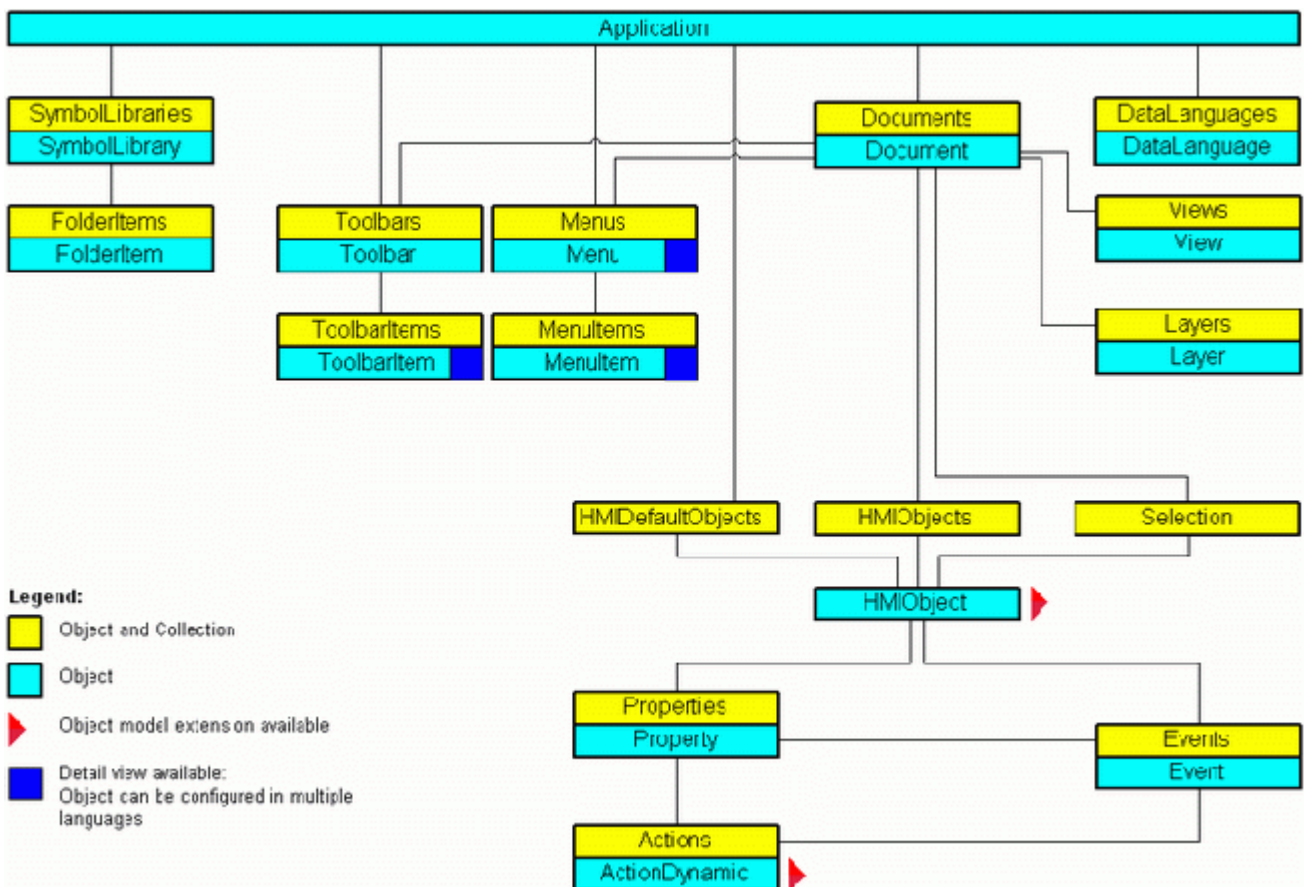 Application
SymbolLibraries
SymbolLibrary
Documents
Document
DataLanguages
DataLanguage
FolderItems
FolderItem
Toolbars
Toolbar
Menus
Menu
Views
View
ToolbarItems
ToolbarItem
MenuItems
MenuItem
Layers
Layer
HMIDefaultObjects
HMIObjects
Selection
HMIObject
Legend:
Object and Collection
Object
Object model extension available
Detail view available:
Object can be configured in multiple
languages
Properties
Property
Events
Event
Actions
ActionDynamic